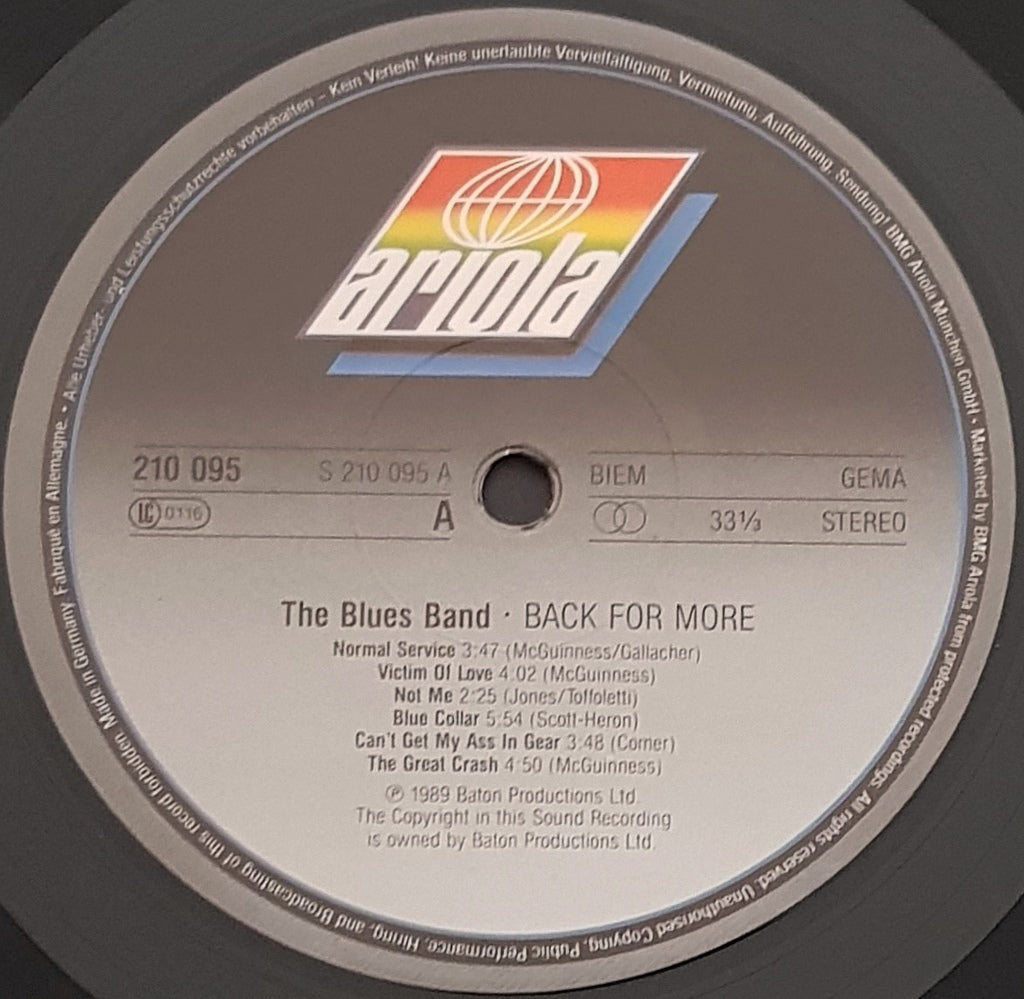 Alle Urheber- und Leistungsschutzrechte vorbehalten – Kein Verleih! Keine unerlaubte Vervielfältigung, Vermietung, Aufführung, Sendung! BMG Ariola München GmbH • Marketed by BMG Ariola from protected recordings. All rights reserved. Unauthorised Copying, Public Performance, Hiring, and Broadcasting of this record forbidden. Made in Germany. Fabriqué en Allemagne. •
ariola
210 095 S 210 095 A
LC 0116 A
BIEM GEMA
33⅓ STEREO
The Blues Band · BACK FOR MORE
Normal Service 3:47 (McGuinness/Gallacher)
Victim Of Love 4:02 (McGuinness)
Not Me 2:25 (Jones/Toffoletti)
Blue Collar 5:54 (Scott-Heron)
Can't Get My Ass In Gear 3:48 (Comer)
The Great Crash 4:50 (McGuinness)
℗ 1989 Baton Productions Ltd.
The Copyright in this Sound Recording
is owned by Baton Productions Ltd.